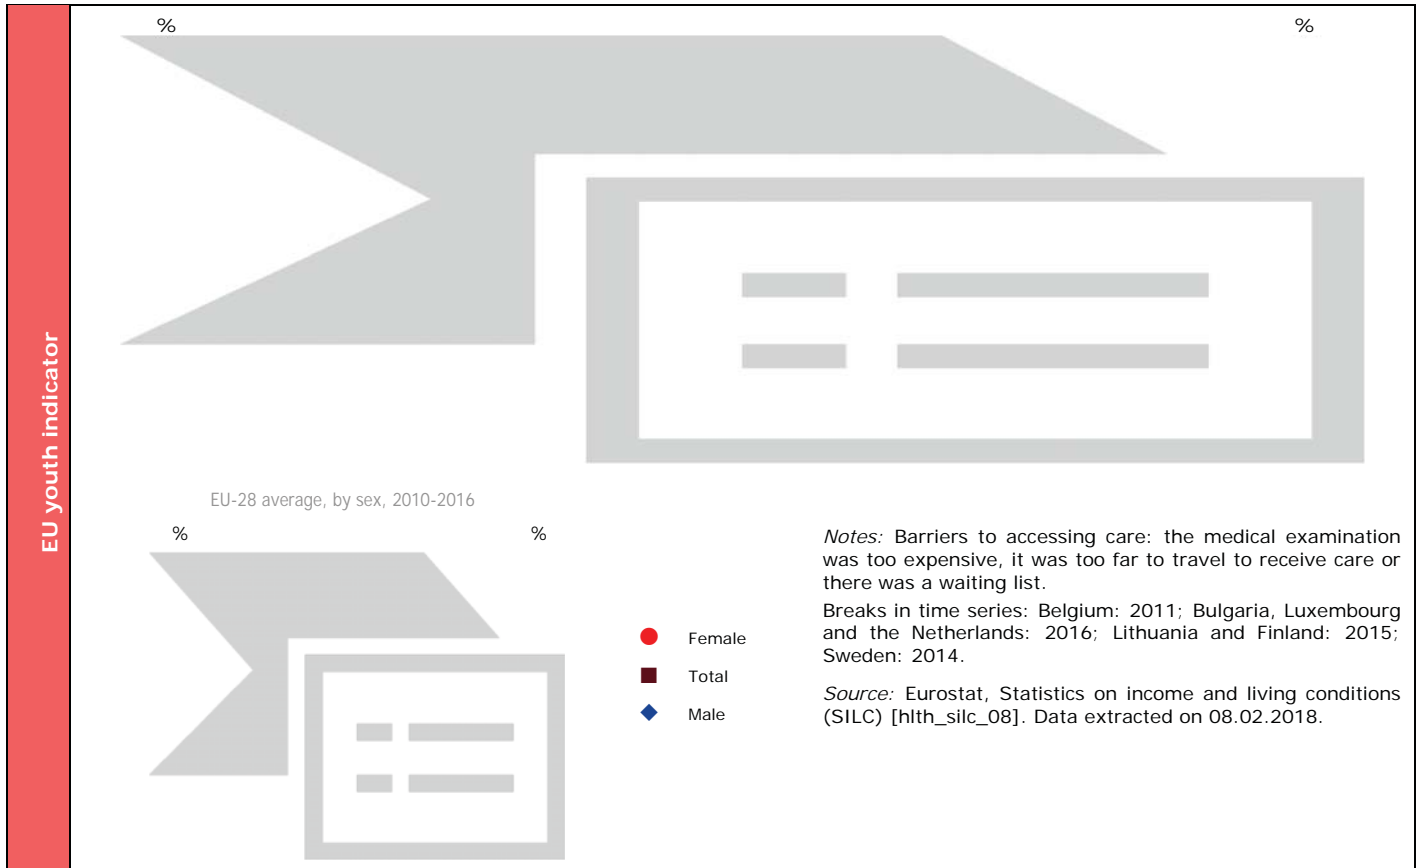 EU youth indicator
% %
EU-28 average, by sex, 2010-2016
% %
Female
Total
Male
Notes: Barriers to accessing care: the medical examination
was too expensive, it was too far to travel to receive care or
there was a waiting list.
Breaks in time series: Belgium: 2011; Bulgaria, Luxembourg
and the Netherlands: 2016; Lithuania and Finland: 2015;
Sweden: 2014.
Source: Eurostat, Statistics on income and living conditions
(SILC) [hlth_silc_08]. Data extracted on 08.02.2018.